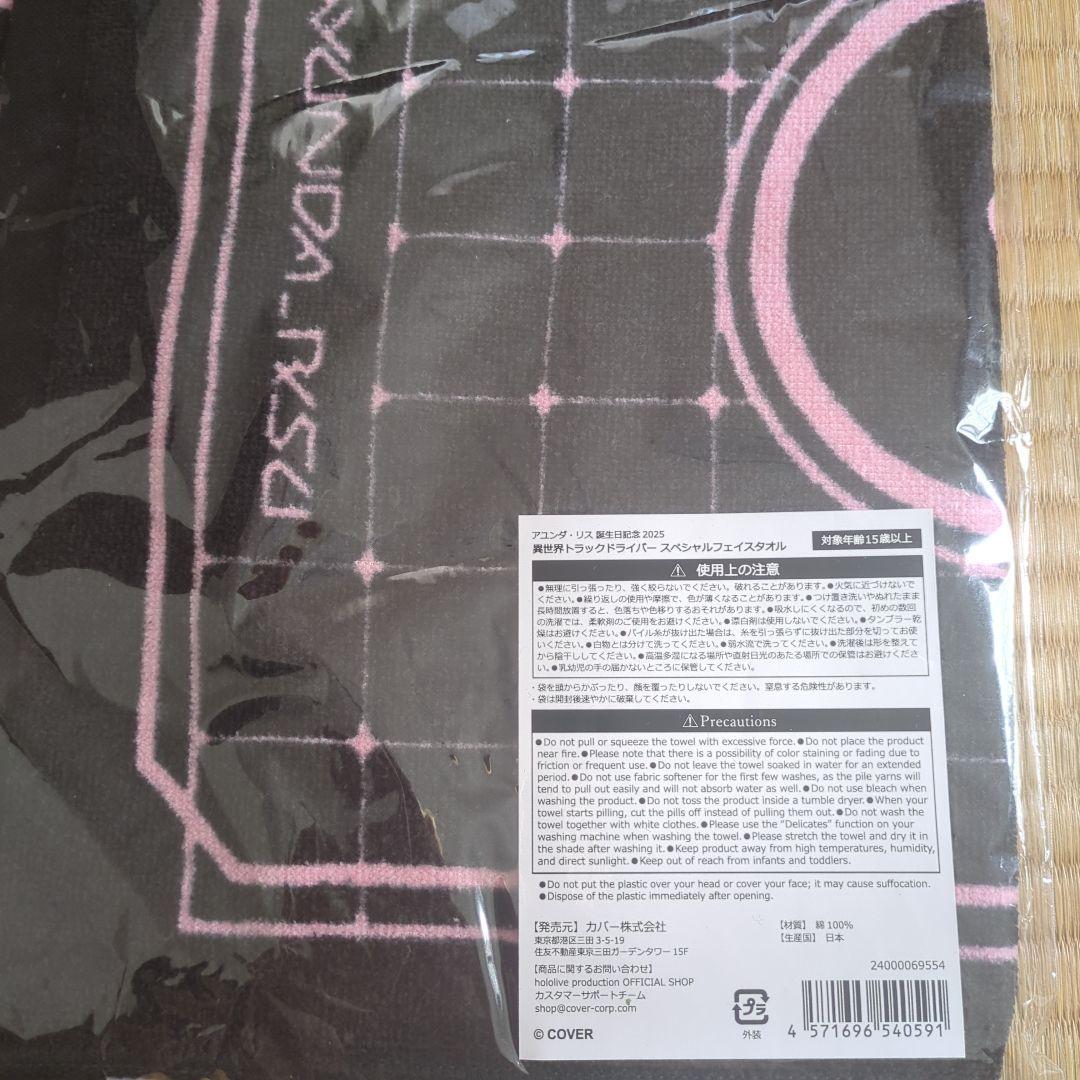 AYUNDA_RISU
アユンダ・リス 誕生日記念 2025
異世界トラックドライバー スペシャルフェイスタオル
対象年齢15歳以上
⚠ 使用上の注意
●無理に引っ張ったり、強く絞らないでください。破れることがあります。●火気に近づけないで
ください。●繰り返しの使用や摩擦で、色が薄くなることがあります。●つけ置き洗いやぬれたまま
長時間放置すると、色落ちや色移りするおそれがあります。●吸水しにくくなるので、初めの数回
の洗濯では、柔軟剤のご使用をお避けください。●漂白剤は使用しないでください。●タンブラー乾
燥はお避けください。●パイル糸が抜け出た場合は、糸を引っ張らずに抜け出た部分を切ってお使
いください。●白物とは分けて洗ってください。●弱水流で洗ってください。●洗濯後は形を整えて
から陰干ししてください。●高温多湿になる場所や直射日光のあたる場所での保管はお避けくださ
い。●乳幼児の手の届かないところに保管してください。
・袋を頭からかぶったり、顔を覆ったりしないでください。窒息する危険性があります。
・袋は開封後速やかに破棄してください。
⚠Precautions
●Do not pull or squeeze the towel with excessive force.●Do not place the product
near fire.●Please note that there is a possibility of color staining or fading due to
friction or frequent use.●Do not leave the towel soaked in water for an extended
period.●Do not use fabric softener for the first few washes, as the pile yarns will
tend to pull out easily and will not absorb water as well.●Do not use bleach when
washing the product.●Do not toss the product inside a tumble dryer.●When your
towel starts pilling, cut the pills off instead of pulling them out.●Do not wash the
towel together with white clothes.●Please use the “Delicates” function on your
washing machine when washing the towel.●Please stretch the towel and dry it in
the shade after washing it.●Keep product away from high temperatures, humidity,
and direct sunlight.●Keep out of reach from infants and toddlers.
●Do not put the plastic over your head or cover your face; it may cause suffocation.
●Dispose of the plastic immediately after opening.
【発売元】カバー株式会社
東京都港区三田 3-5-19
住友不動産東京三田ガーデンタワー 15F
【商品に関するお問い合わせ】
hololive production OFFICIAL SHOP
カスタマーサポートチーム
shop@cover-corp.com
© COVER
【材質】 綿 100%
【生産国】 日本
24000069554
プラ
外装
4 571696 540591